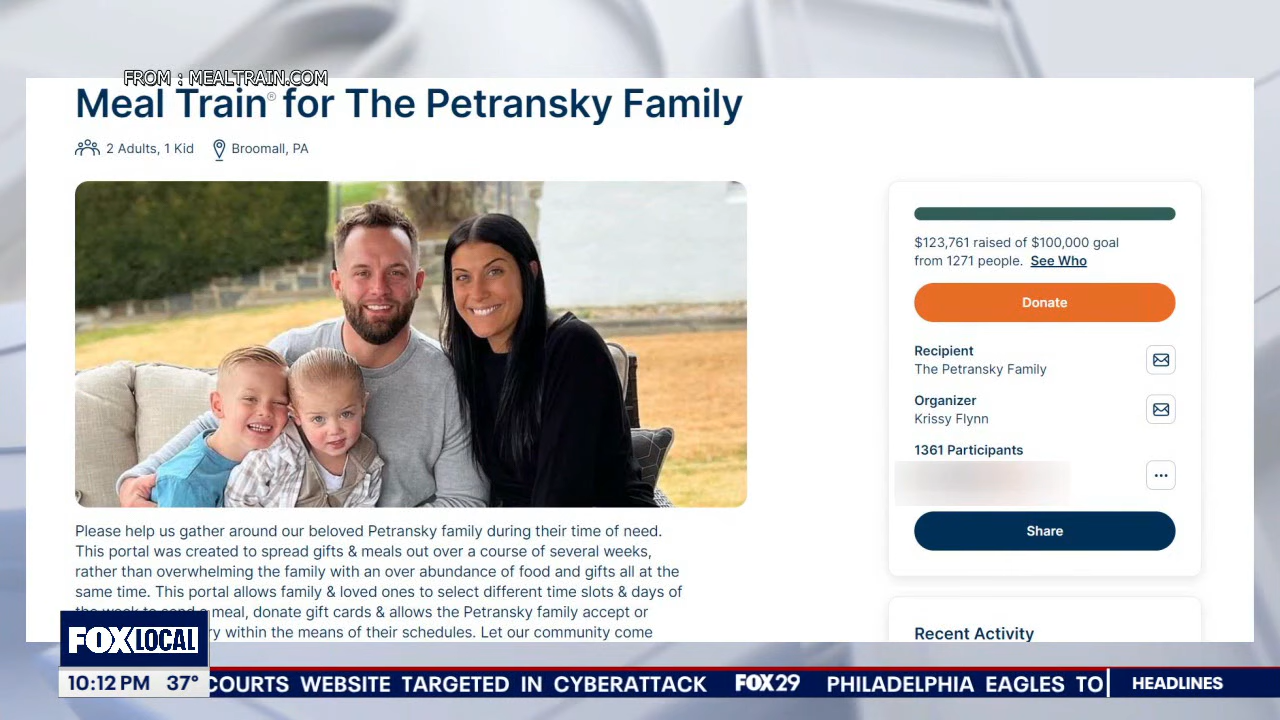 FROM : MEALTRAIN.COM
Meal Train® for The Petransky Family
2 Adults, 1 Kid Broomall, PA
$123,761 raised of $100,000 goal
from 1271 people. See Who
Donate
Recipient
The Petransky Family
Organizer
Krissy Flynn
1361 Participants
Share
Recent Activity
Please help us gather around our beloved Petransky family during their time of need.
This portal was created to spread gifts & meals out over a course of several weeks,
rather than overwhelming the family with an over abundance of food and gifts all at the
same time. This portal allows family & loved ones to select different time slots & days of
the week to send a meal, donate gift cards & allows the Petransky family accept or
ry within the means of their schedules. Let our community come
FOX LOCAL
10:12 PM 37° COURTS WEBSITE TARGETED IN CYBERATTACK FOX 29 PHILADELPHIA EAGLES TO HEADLINES